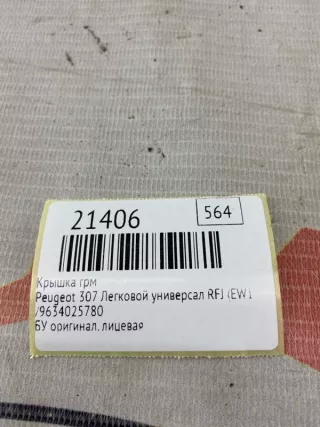 21406
564
Крышка грм
Peugeot 307 Легковой универсал RFJ (EW1
/9634025780
БУ оригинал, лицевая